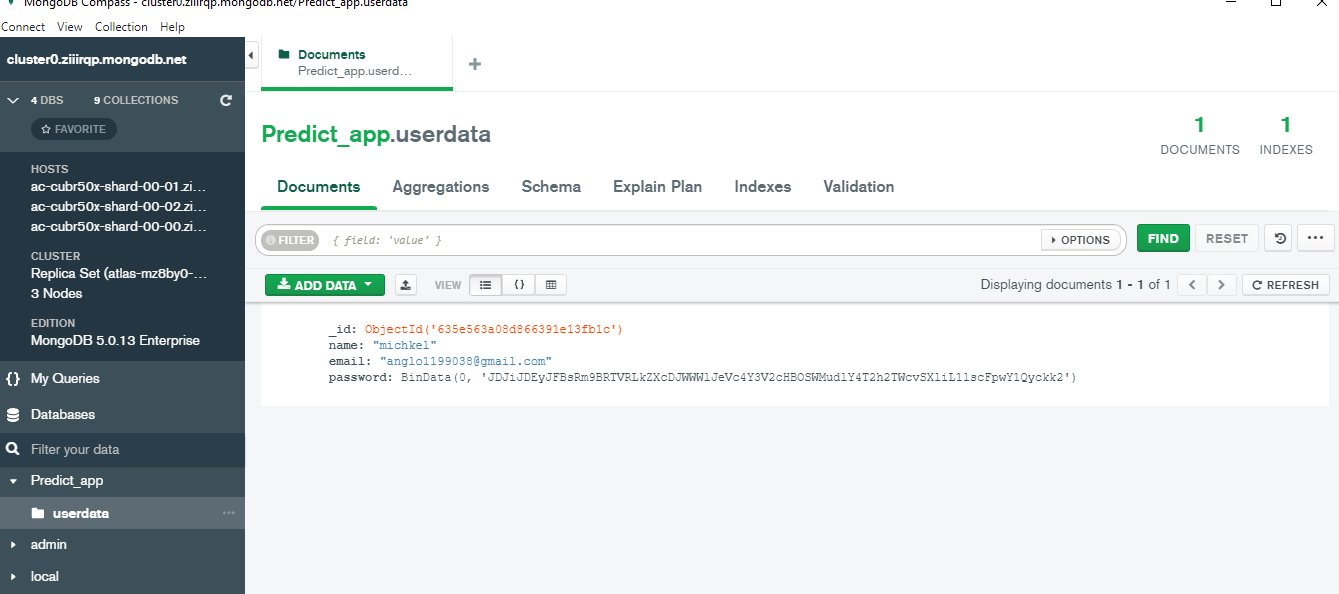 MongoDB Compass - cluster0.ziiirqp.mongodb.net/Predict_app.userdata
Connect View Collection Help
cluster0.ziiirqp.mongodb.net
4 DBS 9 COLLECTIONS
FAVORITE
HOSTS
ac-cubr50x-shard-00-01.zi...
ac-cubr50x-shard-00-02.zi...
ac-cubr50x-shard-00-00.zi...
CLUSTER
Replica Set (atlas-mz8by0-...
3 Nodes
EDITION
MongoDB 5.0.13 Enterprise
{} My Queries
Databases
Filter your data
Predict_app
userdata ...
admin
local
Documents
Predict_app.userd...
+
Predict_app.userdata
1 DOCUMENTS
1 INDEXES
Documents Aggregations Schema Explain Plan Indexes Validation
FILTER { field: 'value' } OPTIONS FIND RESET ...
ADD DATA VIEW {} Displaying documents 1 - 1 of 1 < > REFRESH
_id: ObjectId('635e563a08d866391e13fb1c')
name: "michkel"
email: "anglo1199038@gmail.com"
password: BinData(0, 'JDJiJDEyJFBsRm9BRTVRLkZXcDJWWWlJeVc4Y3V2cHBOSWMudlY4T2h2TWcvSXliL1lscFpwY1Qyckk2')